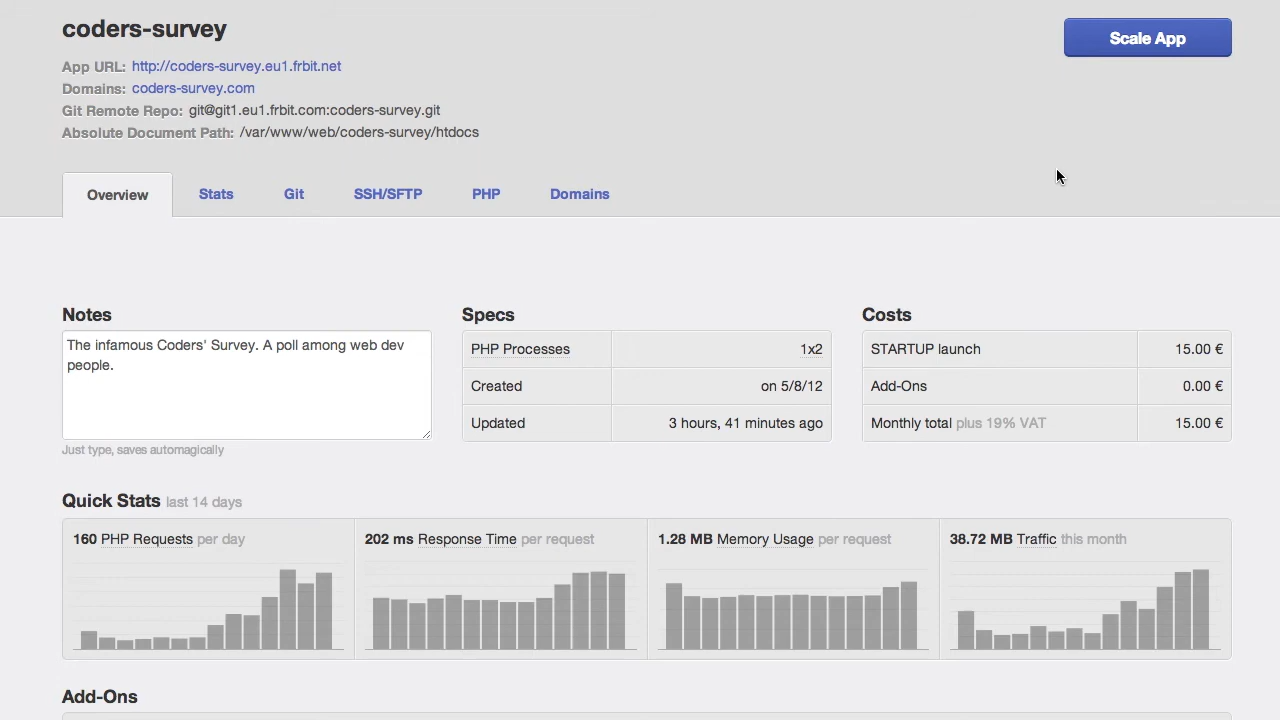 coders-survey
Scale App
App URL: http://coders-survey.eu1.frbit.net
Domains: coders-survey.com
Git Remote Repo: git@git1.eu1.frbit.com:coders-survey.git
Absolute Document Path: /var/www/web/coders-survey/htdocs
Overview Stats Git SSH/SFTP PHP Domains
Notes
The infamous Coders' Survey. A poll among web dev
people.
Just type, saves automagically
Specs
PHP Processes 1x2
Created on 5/8/12
Updated 3 hours, 41 minutes ago
Costs
STARTUP launch 15.00 €
Add-Ons 0.00 €
Monthly total plus 19% VAT 15.00 €
Quick Stats last 14 days
160 PHP Requests per day
202 ms Response Time per request
1.28 MB Memory Usage per request
38.72 MB Traffic this month
Add-Ons